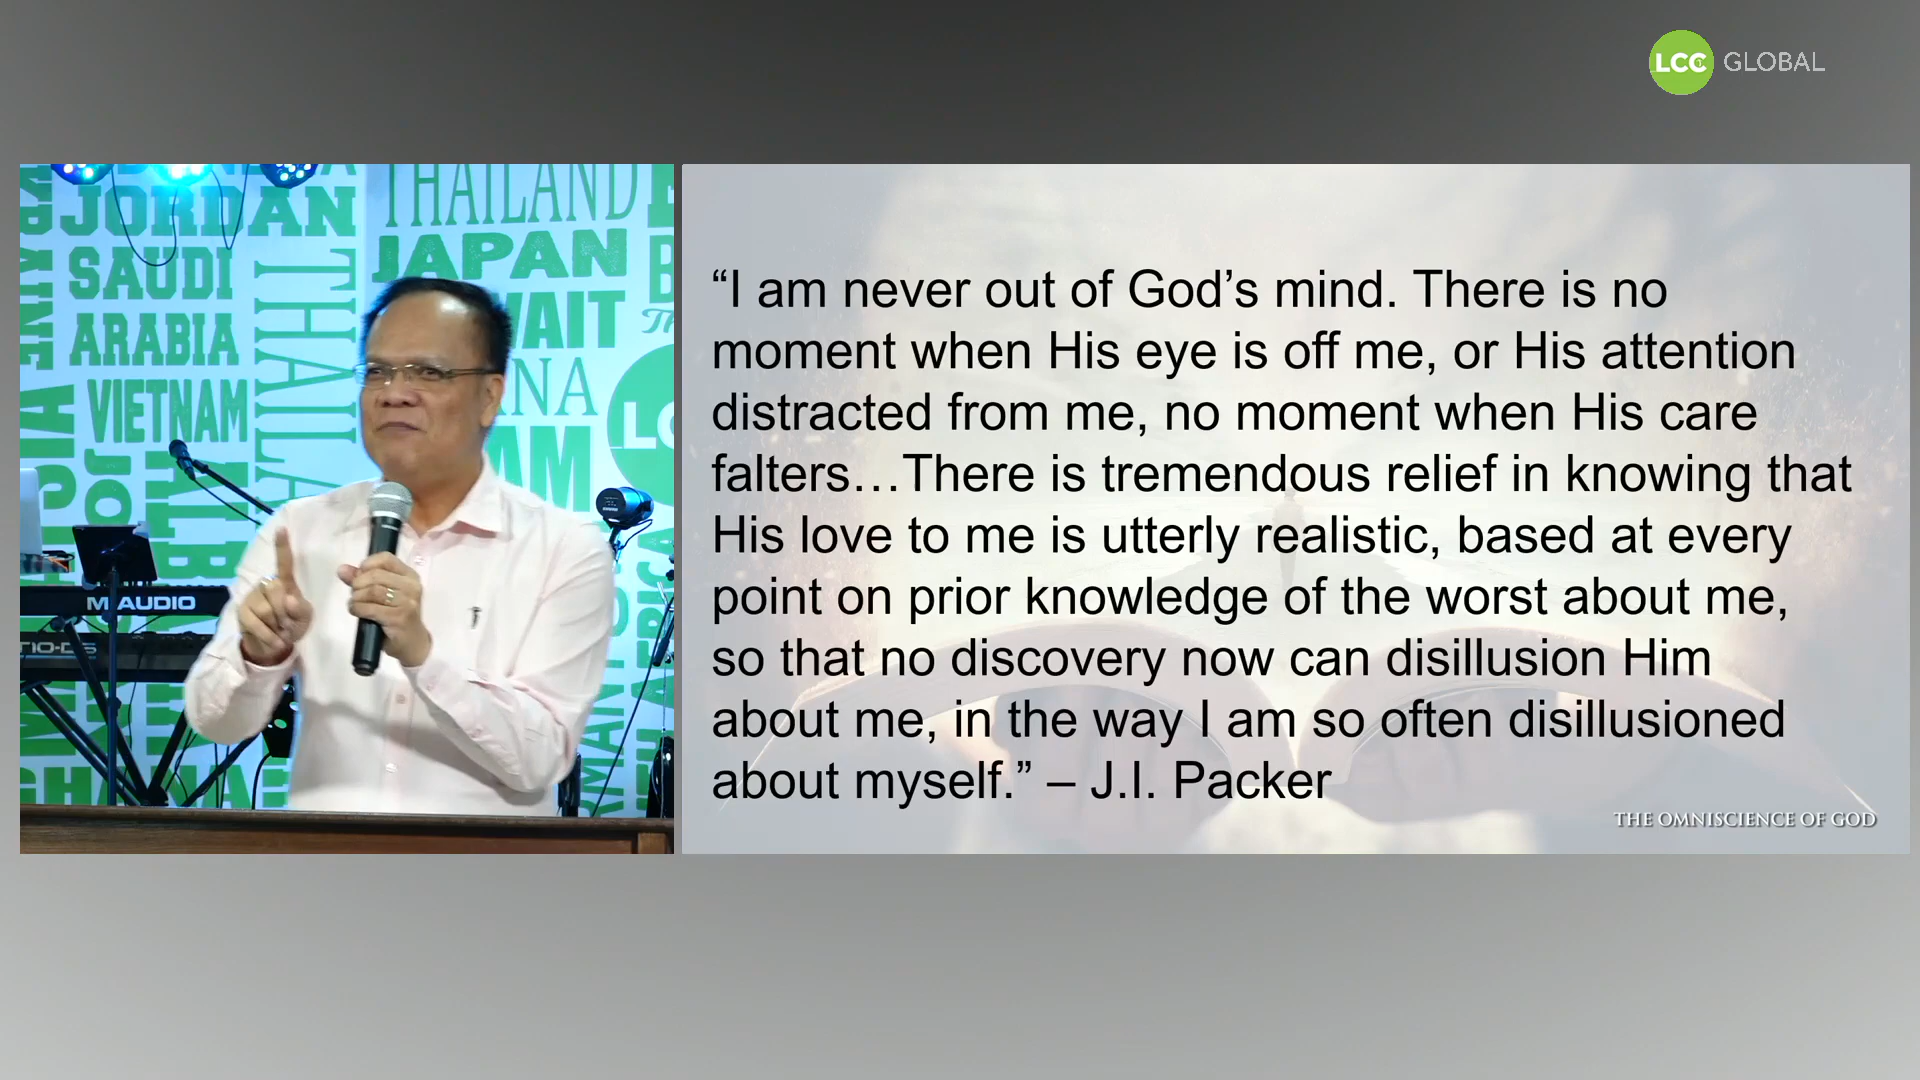 LCC GLOBAL
JORDAN
THAILAND
JAPAN
SAUDI
ARABIA
VIETNAM
THAILA
M-AUDIO
“I am never out of God’s mind. There is no
moment when His eye is off me, or His attention
distracted from me, no moment when His care
falters…There is tremendous relief in knowing that
His love to me is utterly realistic, based at every
point on prior knowledge of the worst about me,
so that no discovery now can disillusion Him
about me, in the way I am so often disillusioned
about myself.” – J.I. Packer
THE OMNISCIENCE OF GOD